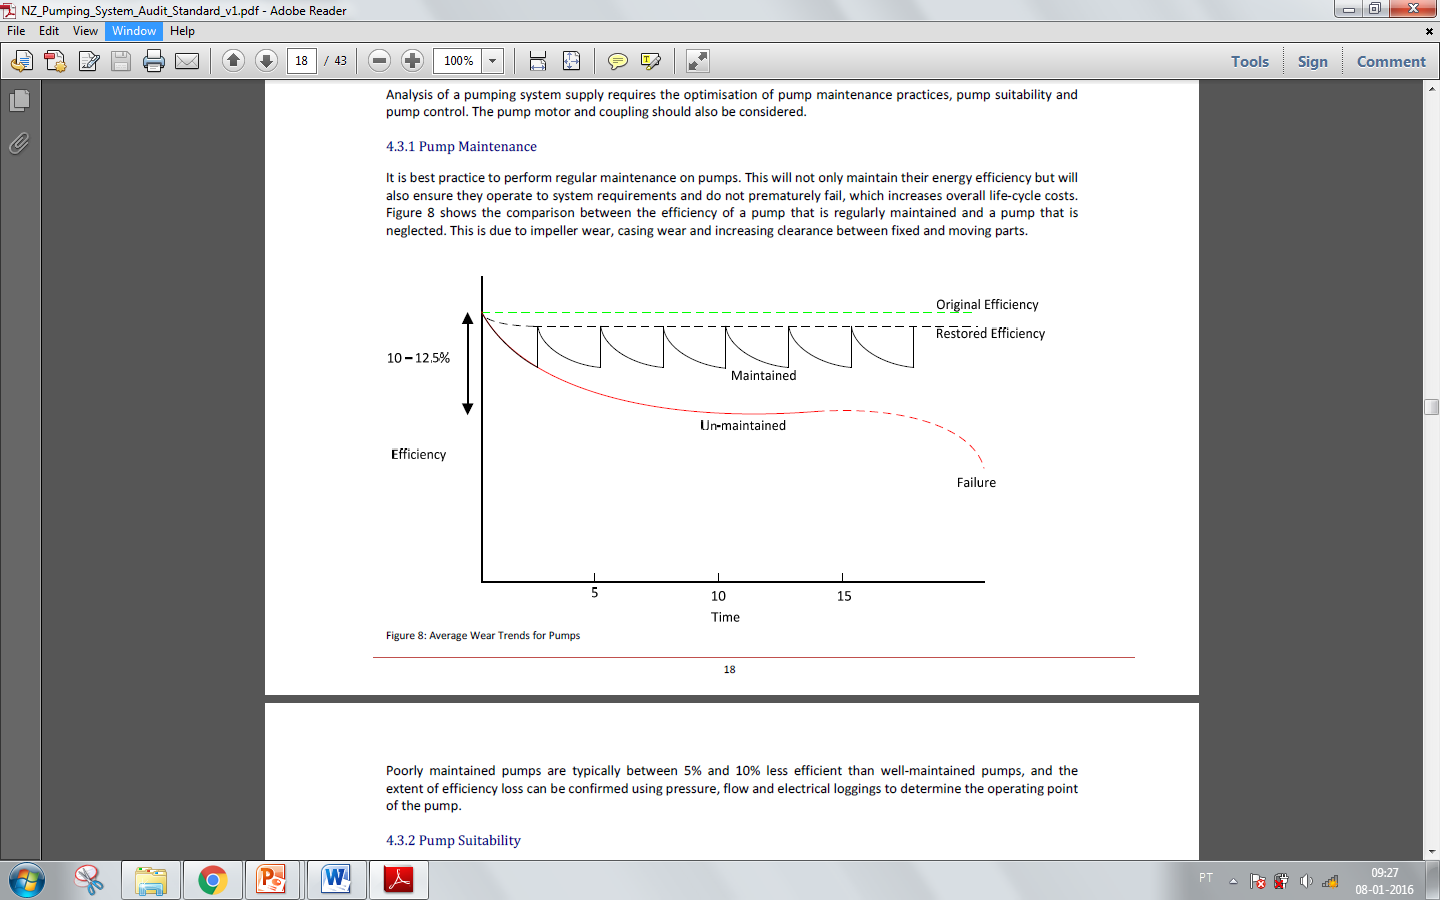 NZ_Pumping_System_Audit_Standard_v1.pdf - Adobe Reader
File Edit View Window Help
18 / 43 100% Tools Sign Comment
Analysis of a pumping system supply requires the optimisation of pump maintenance practices, pump suitability and
pump control. The pump motor and coupling should also be considered.
4.3.1 Pump Maintenance
It is best practice to perform regular maintenance on pumps. This will not only maintain their energy efficiency but will
also ensure they operate to system requirements and do not prematurely fail, which increases overall life-cycle costs.
Figure 8 shows the comparison between the efficiency of a pump that is regularly maintained and a pump that is
neglected. This is due to impeller wear, casing wear and increasing clearance between fixed and moving parts.
Original Efficiency
Restored Efficiency
10 – 12.5%
Maintained
Un-maintained
Efficiency
Failure
5
10
15
Time
Figure 8: Average Wear Trends for Pumps
18
Poorly maintained pumps are typically between 5% and 10% less efficient than well-maintained pumps, and the
extent of efficiency loss can be confirmed using pressure, flow and electrical loggings to determine the operating point
of the pump.
4.3.2 Pump Suitability
PT
09:27
08-01-2016